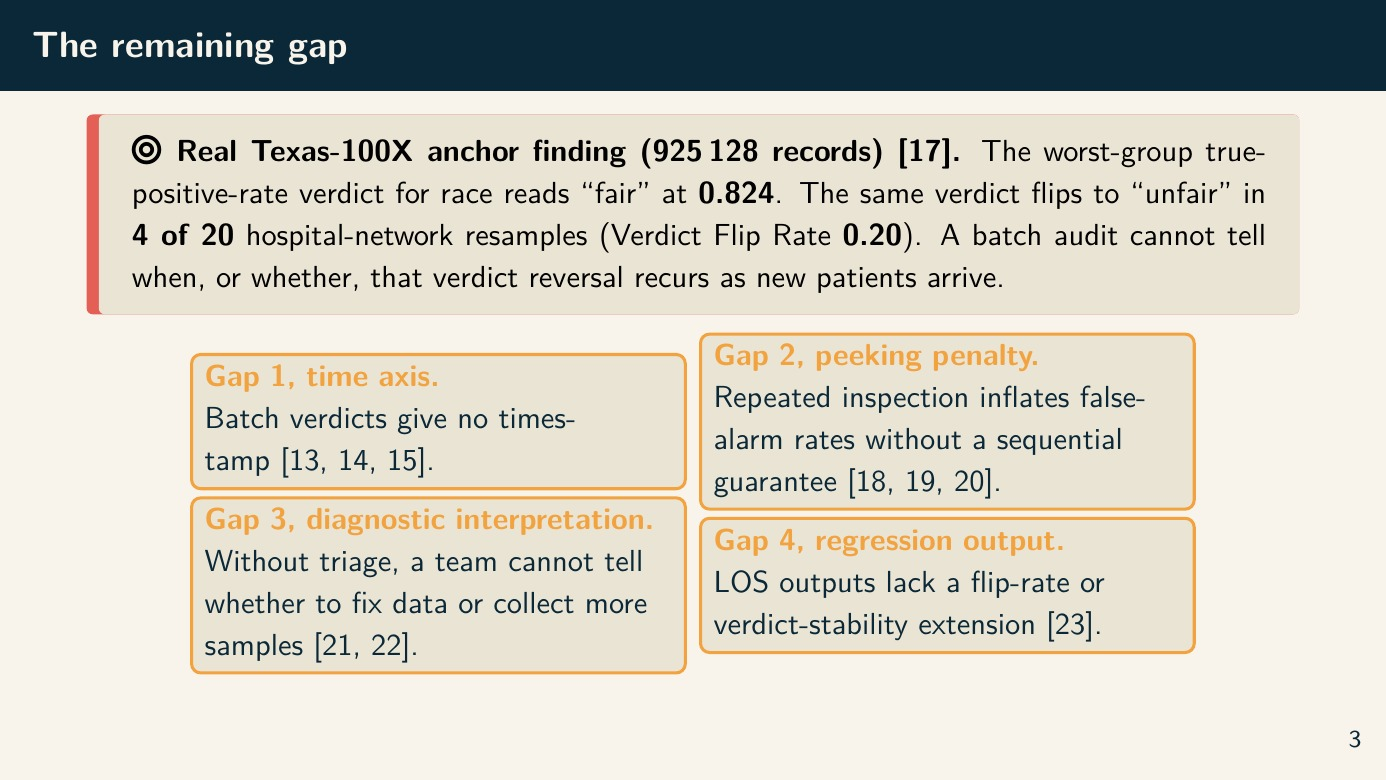 The remaining gap
Real Texas-100X anchor finding (925 128 records) [17]. The worst-group true-
positive-rate verdict for race reads “fair” at 0.824. The same verdict flips to “unfair” in
4 of 20 hospital-network resamples (Verdict Flip Rate 0.20). A batch audit cannot tell
when, or whether, that verdict reversal recurs as new patients arrive.
Gap 1, time axis.
Batch verdicts give no times-
tamp [13, 14, 15].
Gap 2, peeking penalty.
Repeated inspection inflates false-
alarm rates without a sequential
guarantee [18, 19, 20].
Gap 3, diagnostic interpretation.
Without triage, a team cannot tell
whether to fix data or collect more
samples [21, 22].
Gap 4, regression output.
LOS outputs lack a flip-rate or
verdict-stability extension [23].
3